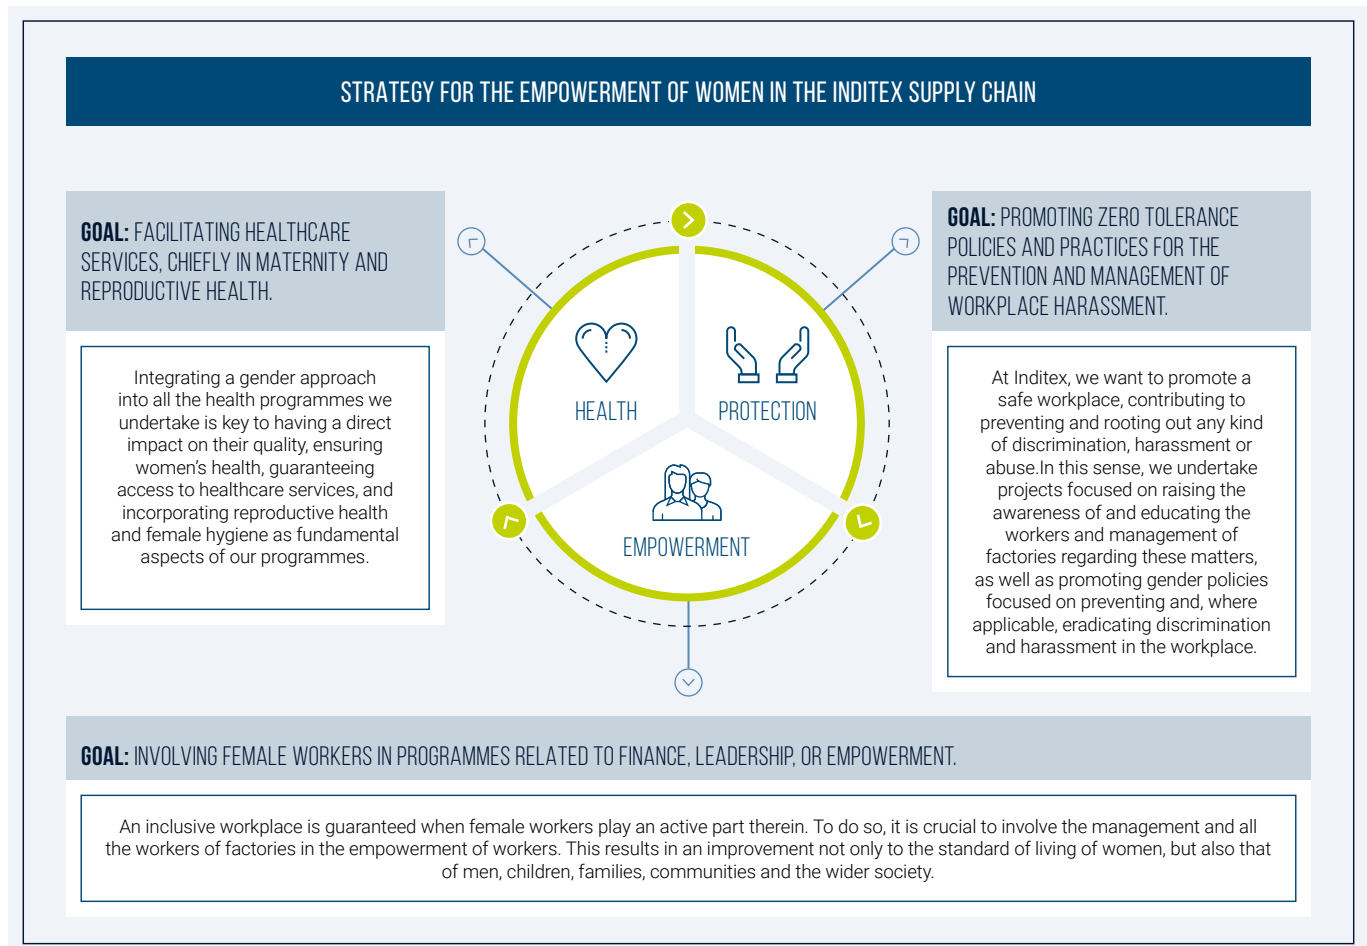 STRATEGY FOR THE EMPOWERMENT OF WOMEN IN THE INDITEX SUPPLY CHAIN
GOAL: FACILITATING HEALTHCARE
SERVICES, CHIEFLY IN MATERNITY AND
REPRODUCTIVE HEALTH.
Integrating a gender approach
into all the health programmes we
undertake is key to having a direct
impact on their quality, ensuring
women’s health, guaranteeing
access to healthcare services, and
incorporating reproductive health
and female hygiene as fundamental
aspects of our programmes.
HEALTH
PROTECTION
EMPOWERMENT
GOAL: PROMOTING ZERO TOLERANCE
POLICIES AND PRACTICES FOR THE
PREVENTION AND MANAGEMENT OF
WORKPLACE HARASSMENT.
At Inditex, we want to promote a
safe workplace, contributing to
preventing and rooting out any kind
of discrimination, harassment or
abuse.In this sense, we undertake
projects focused on raising the
awareness of and educating the
workers and management of
factories regarding these matters,
as well as promoting gender policies
focused on preventing and, where
applicable, eradicating discrimination
and harassment in the workplace.
GOAL: INVOLVING FEMALE WORKERS IN PROGRAMMES RELATED TO FINANCE, LEADERSHIP, OR EMPOWERMENT.
An inclusive workplace is guaranteed when female workers play an active part therein. To do so, it is crucial to involve the management and all
the workers of factories in the empowerment of workers. This results in an improvement not only to the standard of living of women, but also that
of men, children, families, communities and the wider society.